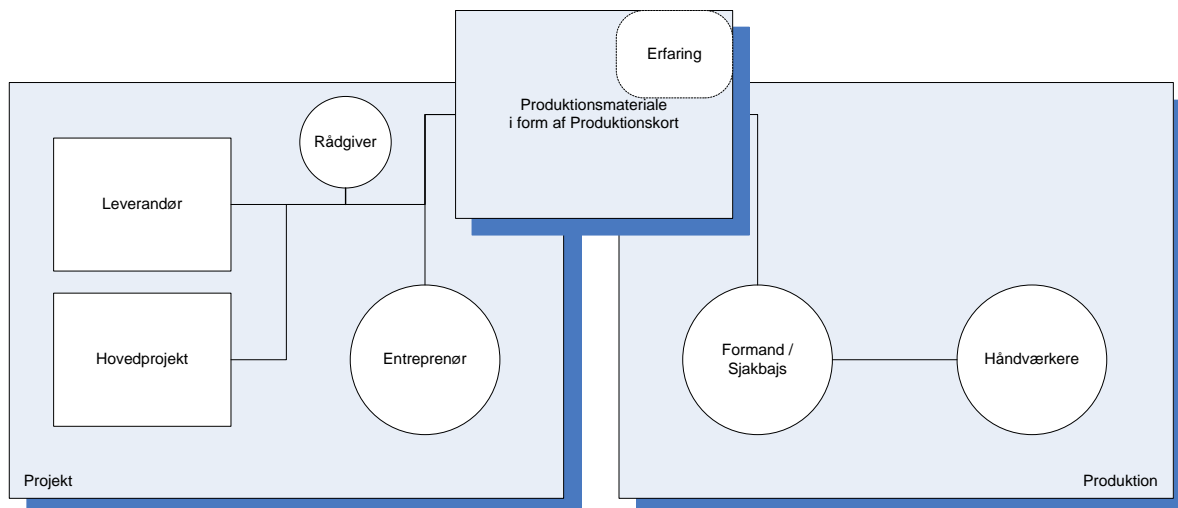 Erfaring
Produktionsmateriale
i form af Produktionskort
Rådgiver
Leverandør
Hovedprojekt
Entreprenør
Formand /
Sjakbajs
Håndværkere
Projekt
Produktion